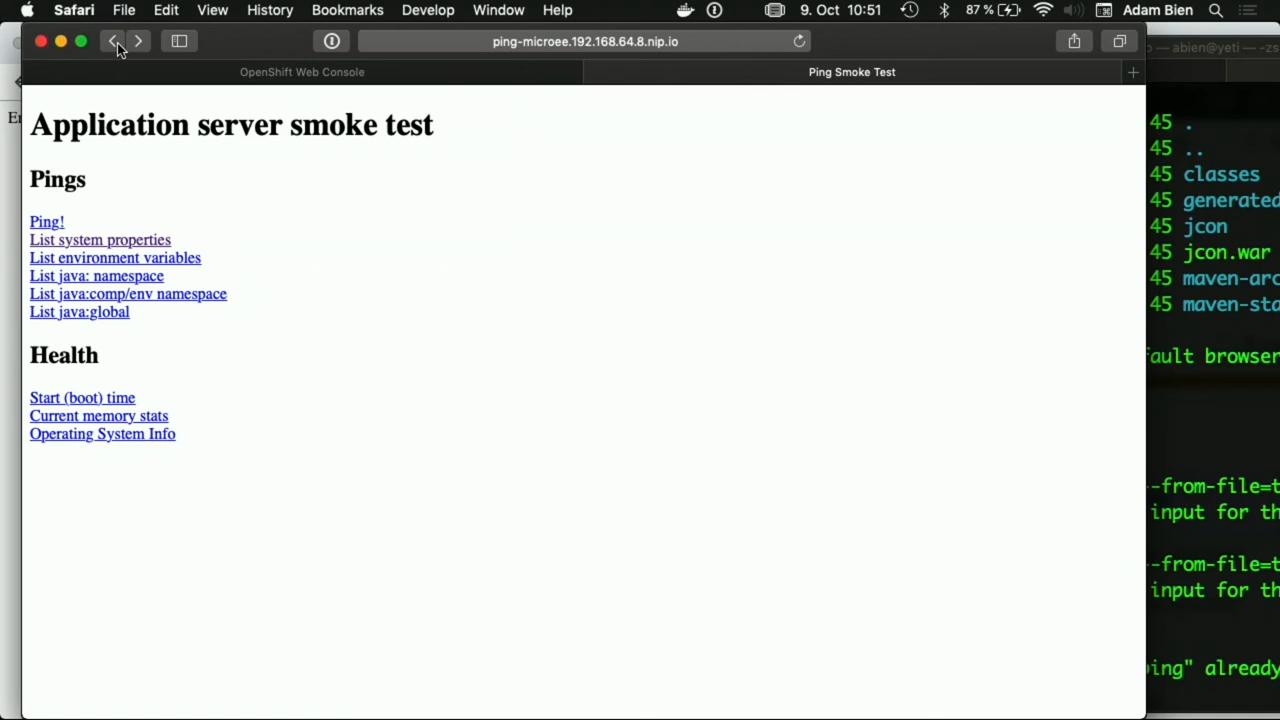 Safari File Edit View History Bookmarks Develop Window Help 9. Oct 10:51 87 % Adam Bien
ping-microee.192.168.64.8.nip.io
abien@yeti — -zs
OpenShift Web Console
Ping Smoke Test
Application server smoke test
Pings
Ping!
List system properties
List environment variables
List java: namespace
List java:comp/env namespace
List java:global
Health
Start (boot) time
Current memory stats
Operating System Info
45 .
45 ..
45 classes
45 generated
45 jcon
45 jcon.war
45 maven-arc
45 maven-sta
fault browser
--from-file=t
input for th
--from-file=t
input for th
ing" already